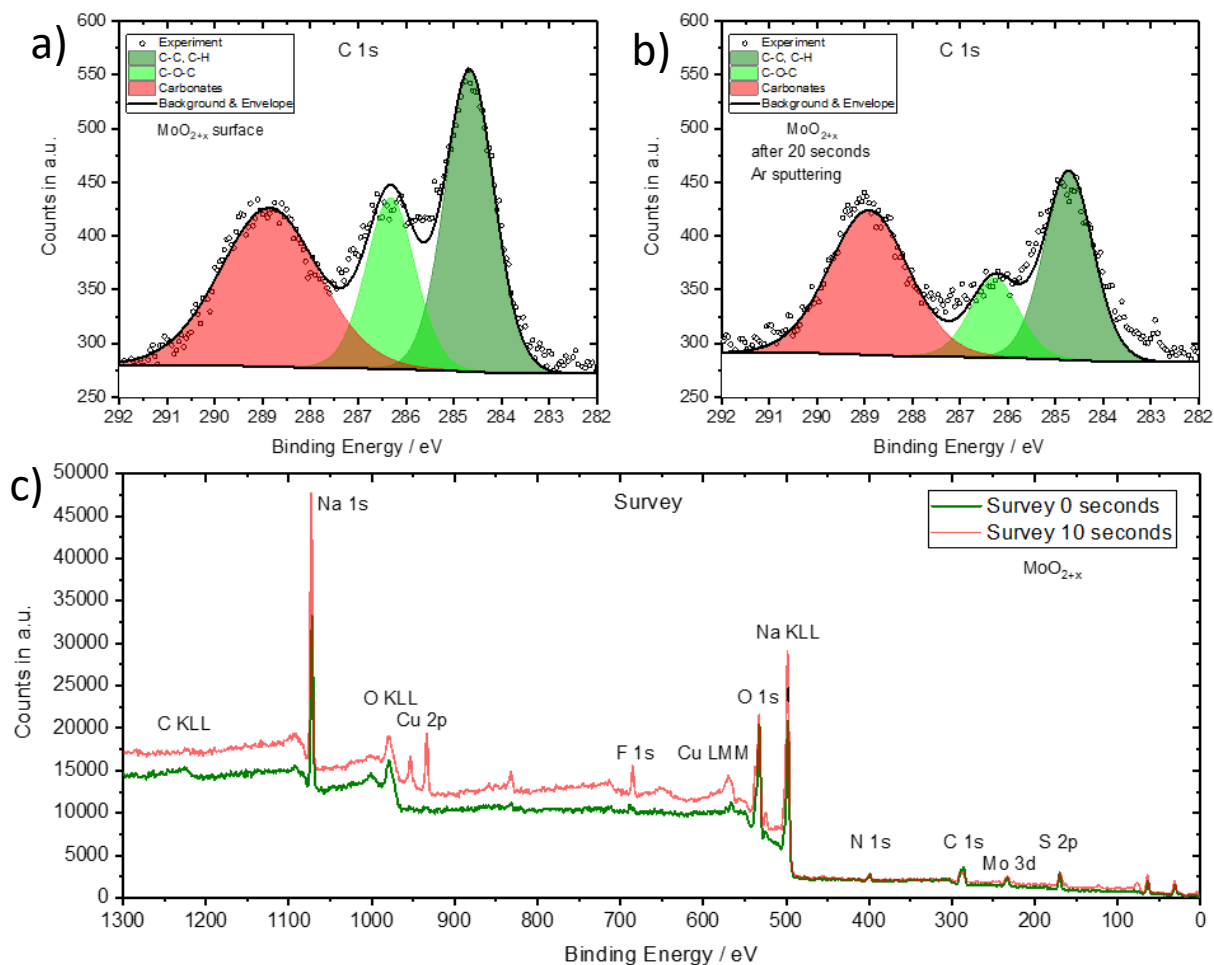 a)
C 1s
Experiment
C-C, C-H
C-O-C
Carbonates
Background & Envelope
MoO₂₊ₓ surface
600
550
500
450
400
350
300
250
Counts in a.u.
292 291 290 289 288 287 286 285 284 283 282
Binding Energy / eV
b)
C 1s
Experiment
C-C, C-H
C-O-C
Carbonates
Background & Envelope
MoO₂₊ₓ
after 20 seconds
Ar sputtering
600
550
500
450
400
350
300
250
Counts in a.u.
292 291 290 289 288 287 286 285 284 283 282
Binding Energy / eV
c)
Survey
Survey 0 seconds
Survey 10 seconds
MoO₂₊ₓ
50000
45000
40000
35000
30000
25000
20000
15000
10000
5000
0
Counts in a.u.
Na 1s
C KLL
O KLL
Cu 2p
F 1s
Cu LMM
O 1s
Na KLL
N 1s
C 1s
Mo 3d
S 2p
1300 1200 1100 1000 900 800 700 600 500 400 300 200 100 0
Binding Energy / eV